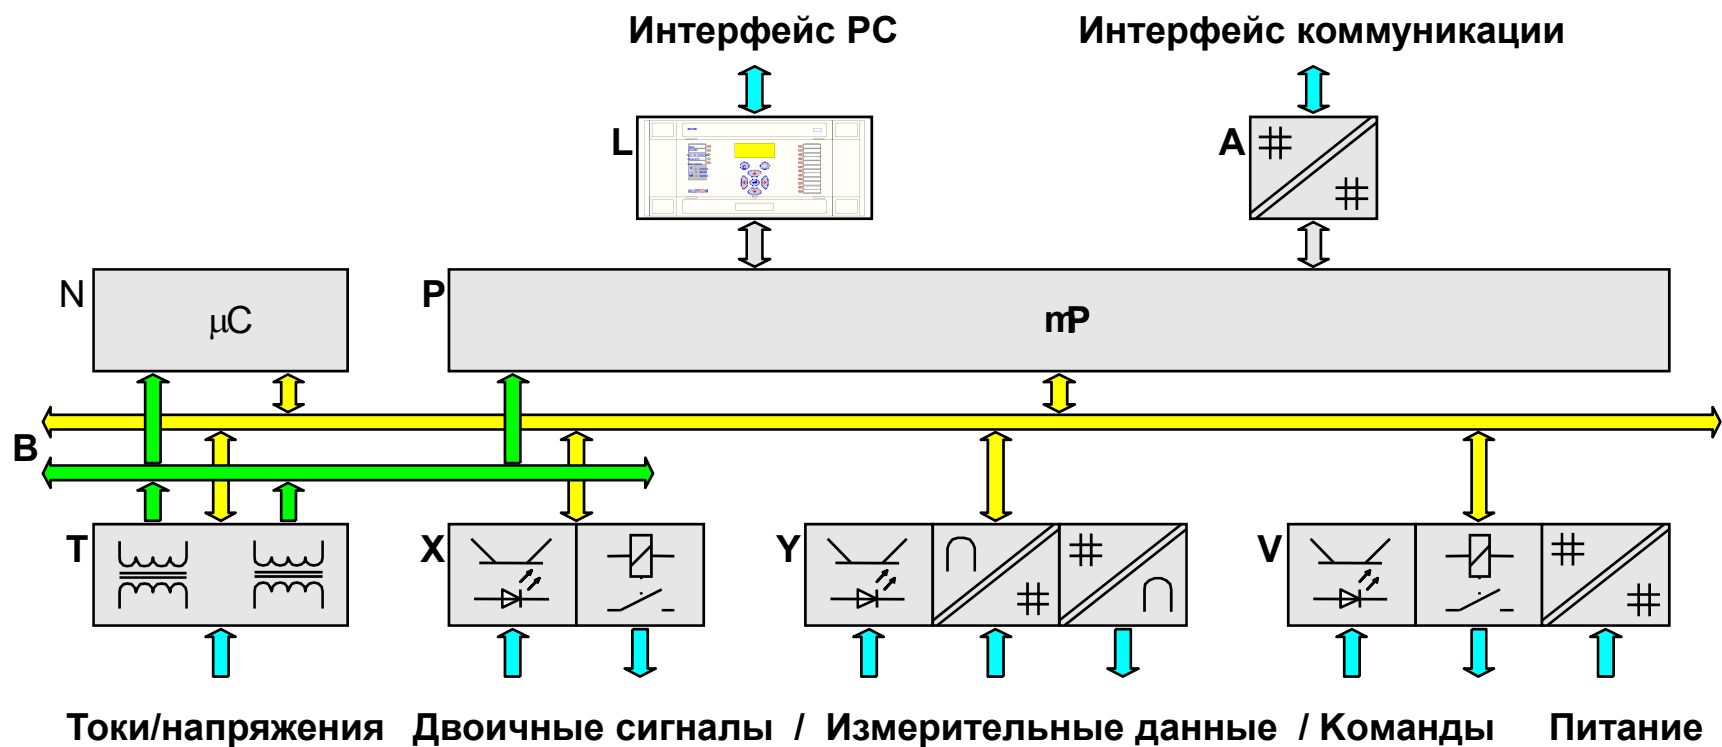 Интерфейс PC Интерфейс коммуникации
L A
N P
µC mP
B
T X Y V
Токи/напряжения Двоичные сигналы / Измерительные данные / Команды Питание